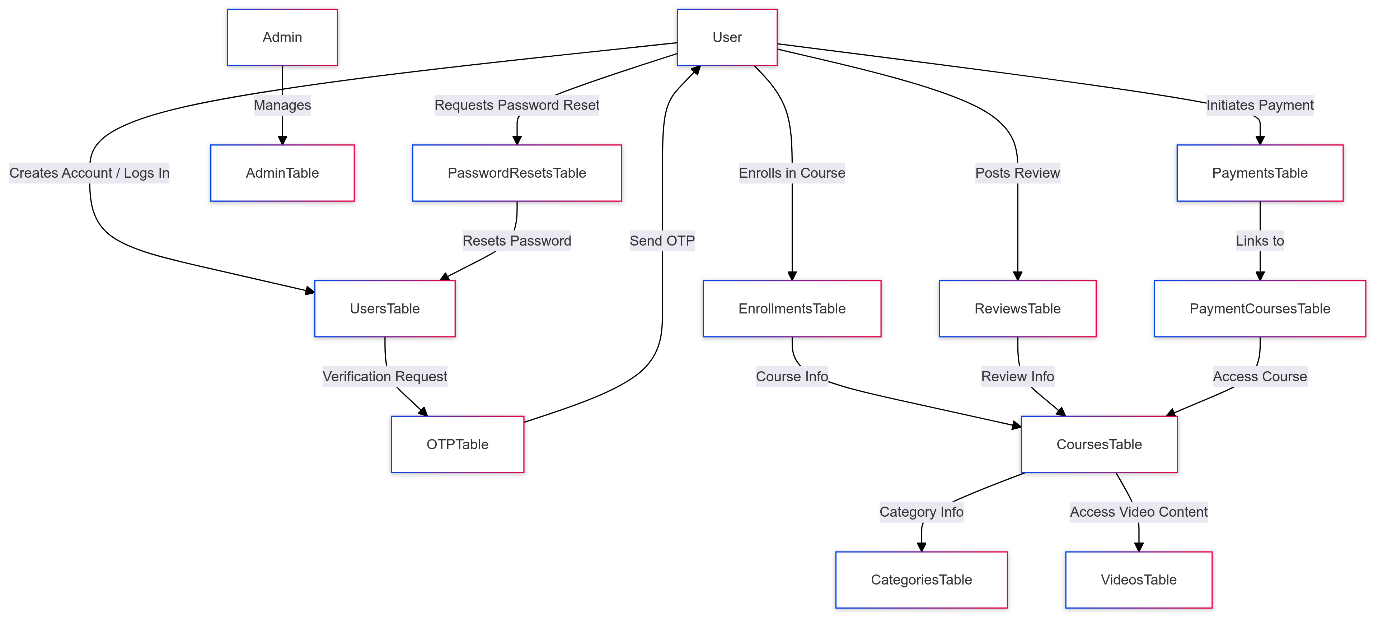 Admin
User
Manages
Requests Password Reset
Initiates Payment
Creates Account / Logs In
AdminTable
PasswordResetsTable
Enrolls in Course
Posts Review
PaymentsTable
Resets Password
Send OTP
Links to
UsersTable
EnrollmentsTable
ReviewsTable
PaymentCoursesTable
Verification Request
Course Info
Review Info
Access Course
OTPTable
CoursesTable
Category Info
Access Video Content
CategoriesTable
VideosTable